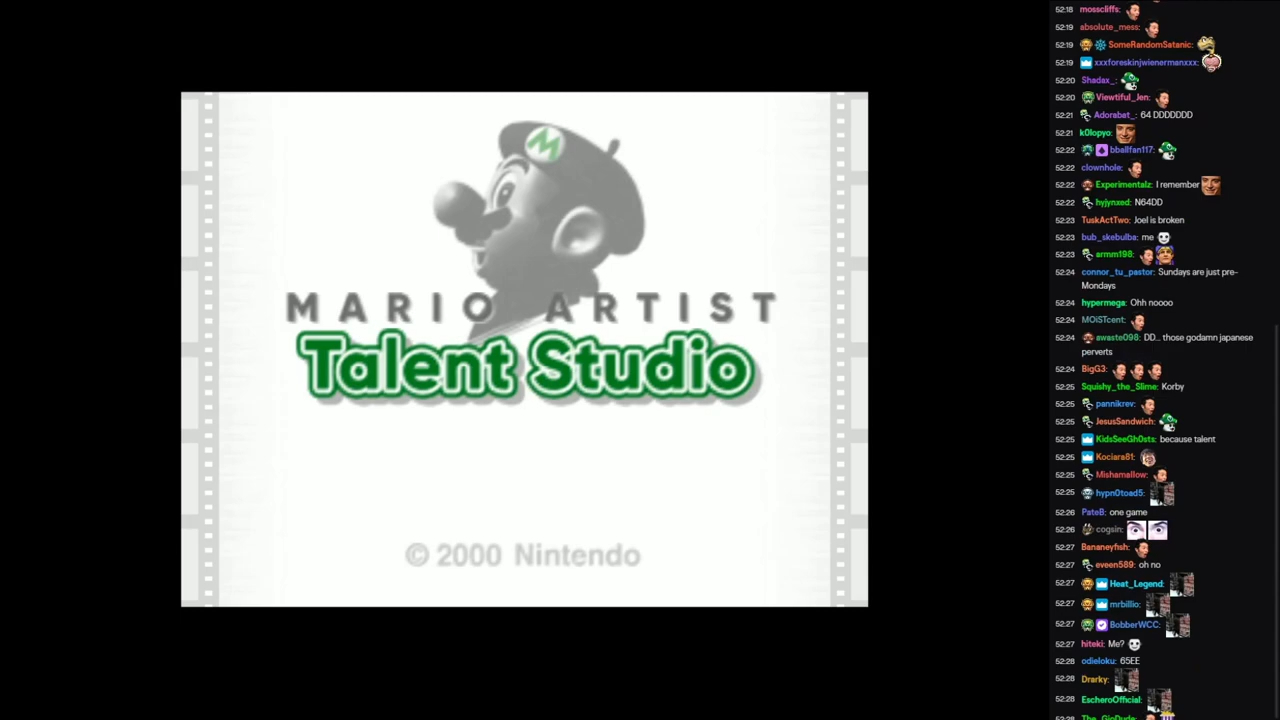 M
MARIO ARTIST
Talent Studio
© 2000 Nintendo
52:18 mosscliffs:
52:19 absolute_mess:
52:19 SomeRandomSatanic:
52:19 xxxforeskinjwienermanxxx:
52:20 Shadax_:
52:20 Viewtiful_Jen:
52:21 Adorabat_: 64 DDDDDDD
52:21 k0lopyo:
52:22 bballfan117:
52:22 clownhole:
52:22 Experimentalz: I remember
52:22 hyjynxed: N64DD
52:23 TuskActTwo: Joel is broken
52:23 bub_skebulba: me
52:23 armm198:
52:24 connor_tu_pastor: Sundays are just pre-
Mondays
52:24 hypermega: Ohh noooo
52:24 MOiSTcent:
52:24 awaste098: DD... those godamn japanese
perverts
52:24 BigG3:
52:25 Squishy_the_Slime: Korby
52:25 pannikrev:
52:25 JesusSandwich:
52:25 KidsSeeGh0sts: because talent
52:25 Kociara81:
52:25 Mishamallow:
52:25 hypn0toad5:
52:26 PateB: one game
52:26 cogsin:
52:27 Bananeyfish:
52:27 eveen589: oh no
52:27 Heat_Legend:
52:27 mrbillio:
52:27 BobberWCC:
52:27 hiteki: Me?
52:28 odieloku: 65EE
52:28 Drarky:
52:28 EscheroOfficial:
52:28 The_GioDude: